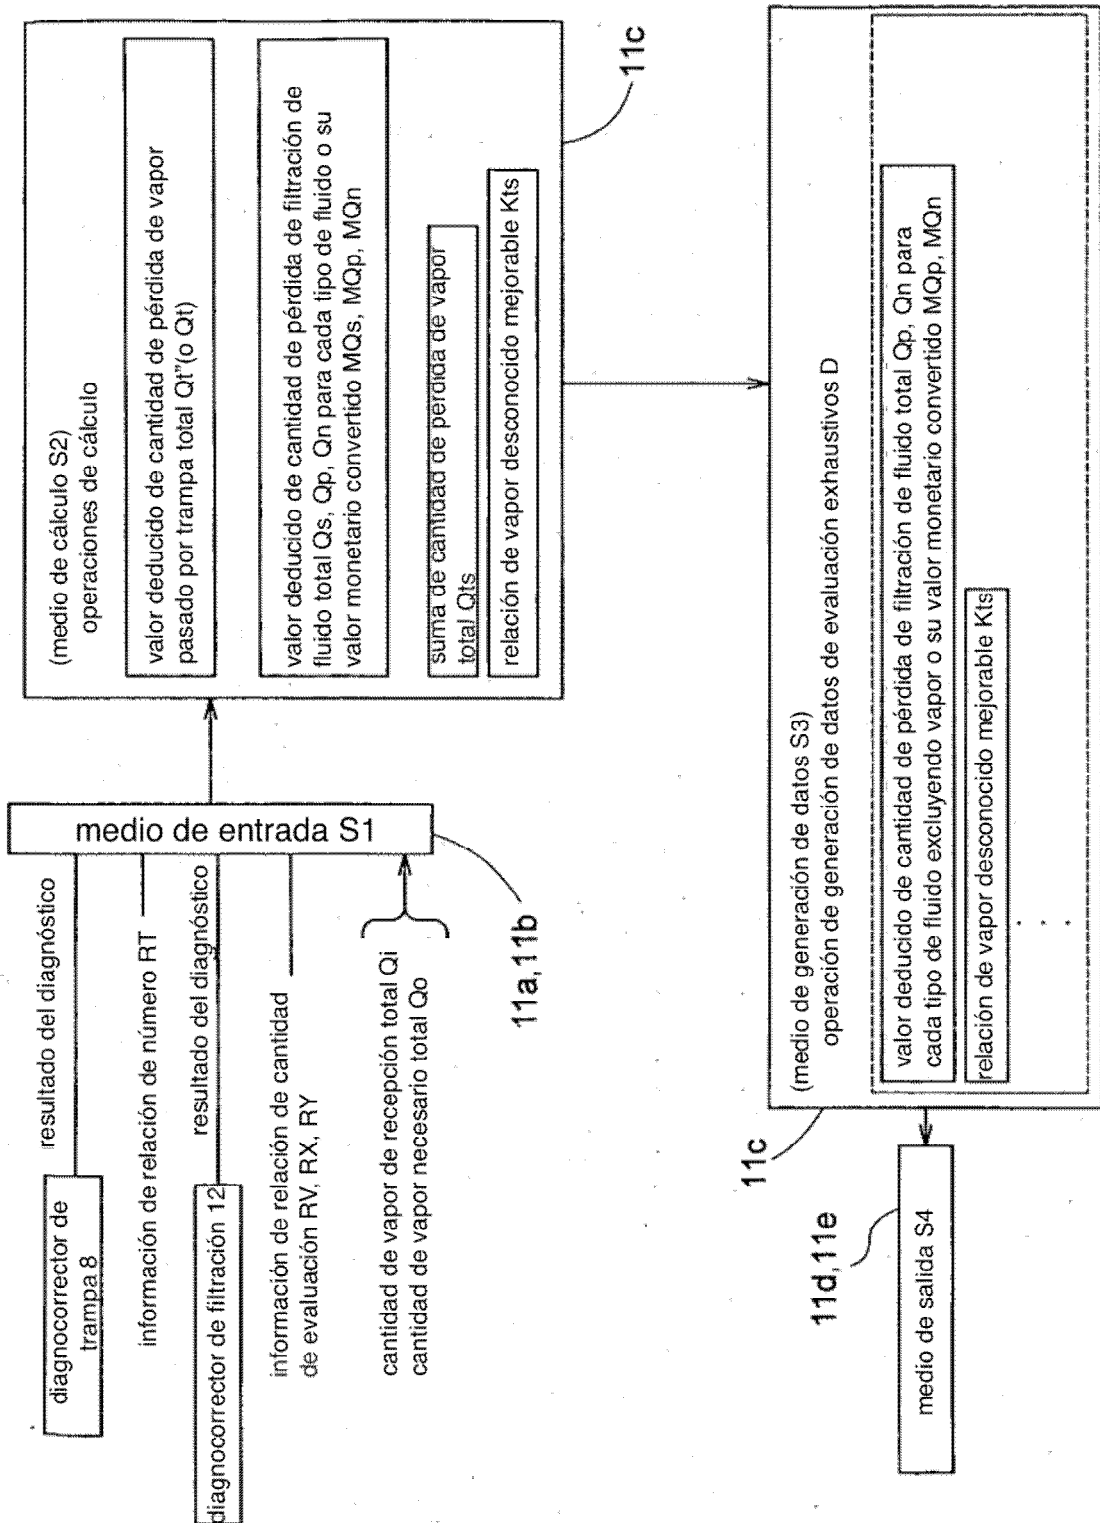 diagnocorrector de
trampa 8
resultado del diagnóstico
información de relación de número RT
diagnocorrector de filtración 12
resultado del diagnóstico
información de relación de cantidad
de evaluación RV, RX, RY
cantidad de vapor de recepción total Qi
cantidad de vapor necesario total Qo
medio de entrada S1
11a,11b
(medio de cálculo S2)
operaciones de cálculo
valor deducido de cantidad de pérdida de vapor
pasado por trampa total Qt"(o Qt)
valor deducido de cantidad de pérdida de filtración de
fluido total Qs, Qp, Qn para cada tipo de fluido o su
valor monetario convertido MQs, MQp, MQn
suma de cantidad de perdida de vapor
total Qts
relación de vapor desconocido mejorable Kts
11c
(medio de generación de datos S3)
operación de generación de datos de evaluación exhaustivos D
valor deducido de cantidad de pérdida de filtración de fluido total Qp, Qn para
cada tipo de fluido excluyendo vapor o su valor monetario convertido MQp, MQn
relación de vapor desconocido mejorable Kts
. . .
11c
medio de salida S4
11d,11e